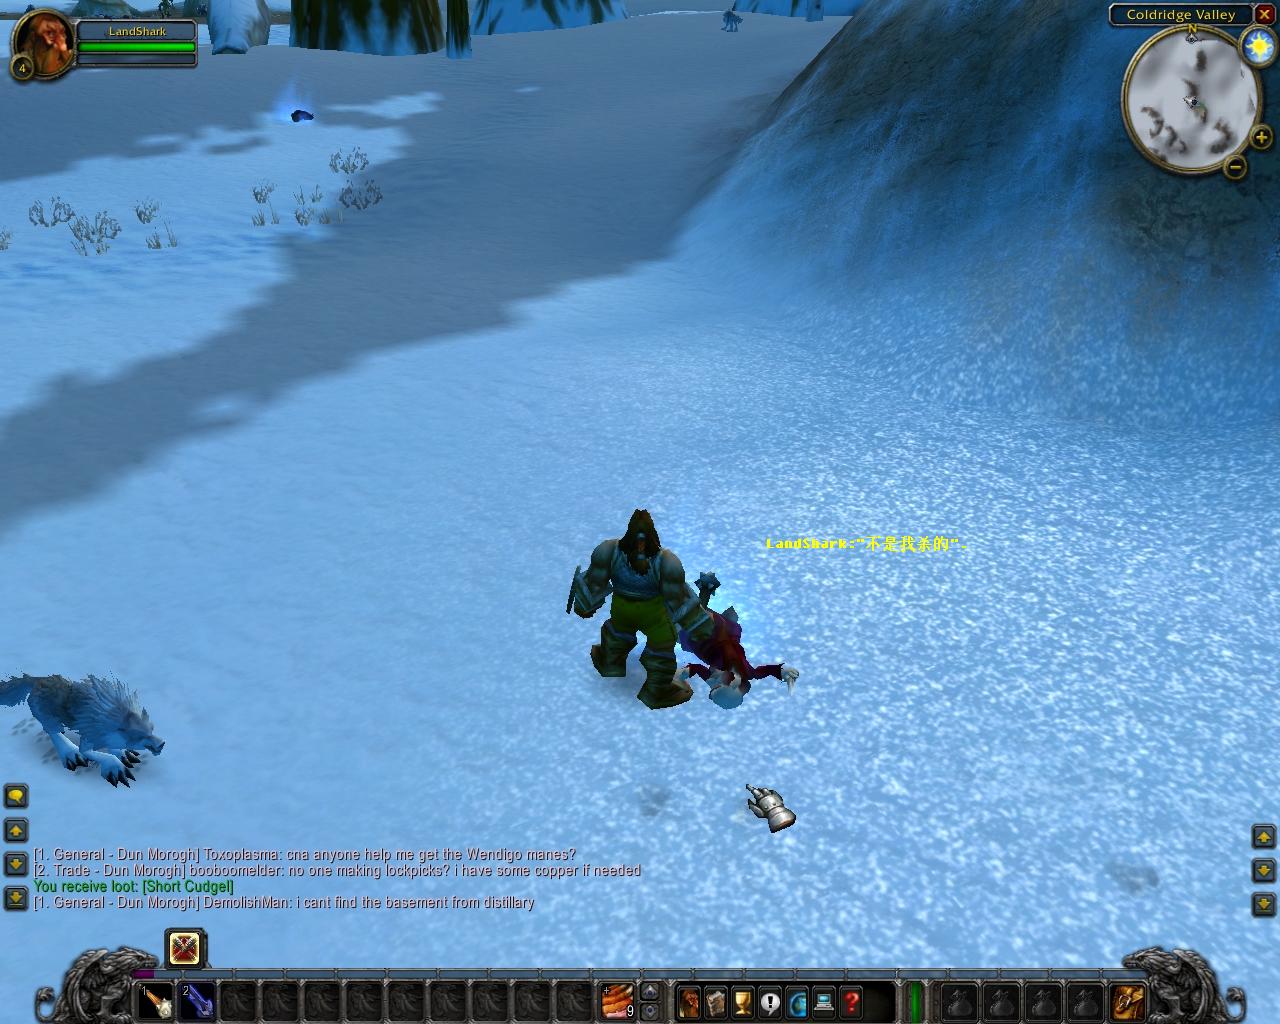 LandShark
4
Coldridge Valley
N
LandShark:"不是我杀的".
[1. General - Dun Morogh] Toxoplasma: cna anyone help me get the Wendigo manes?
[2. Trade - Dun Morogh] booboomelder: no one making lockpicks? i have some copper if needed
You receive loot: [Short Cudgel]
[1. General - Dun Morogh] DemolishMan: i cant find the basement from distillary
1
2
+
9